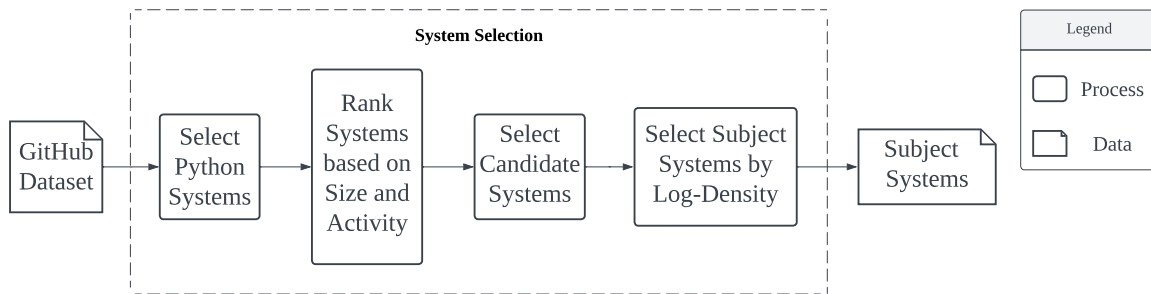 System Selection
GitHub
Dataset
Select
Python
Systems
Rank
Systems
based on
Size and
Activity
Select
Candidate
Systems
Select Subject
Systems by
Log-Density
Subject
Systems
Legend
Process
Data